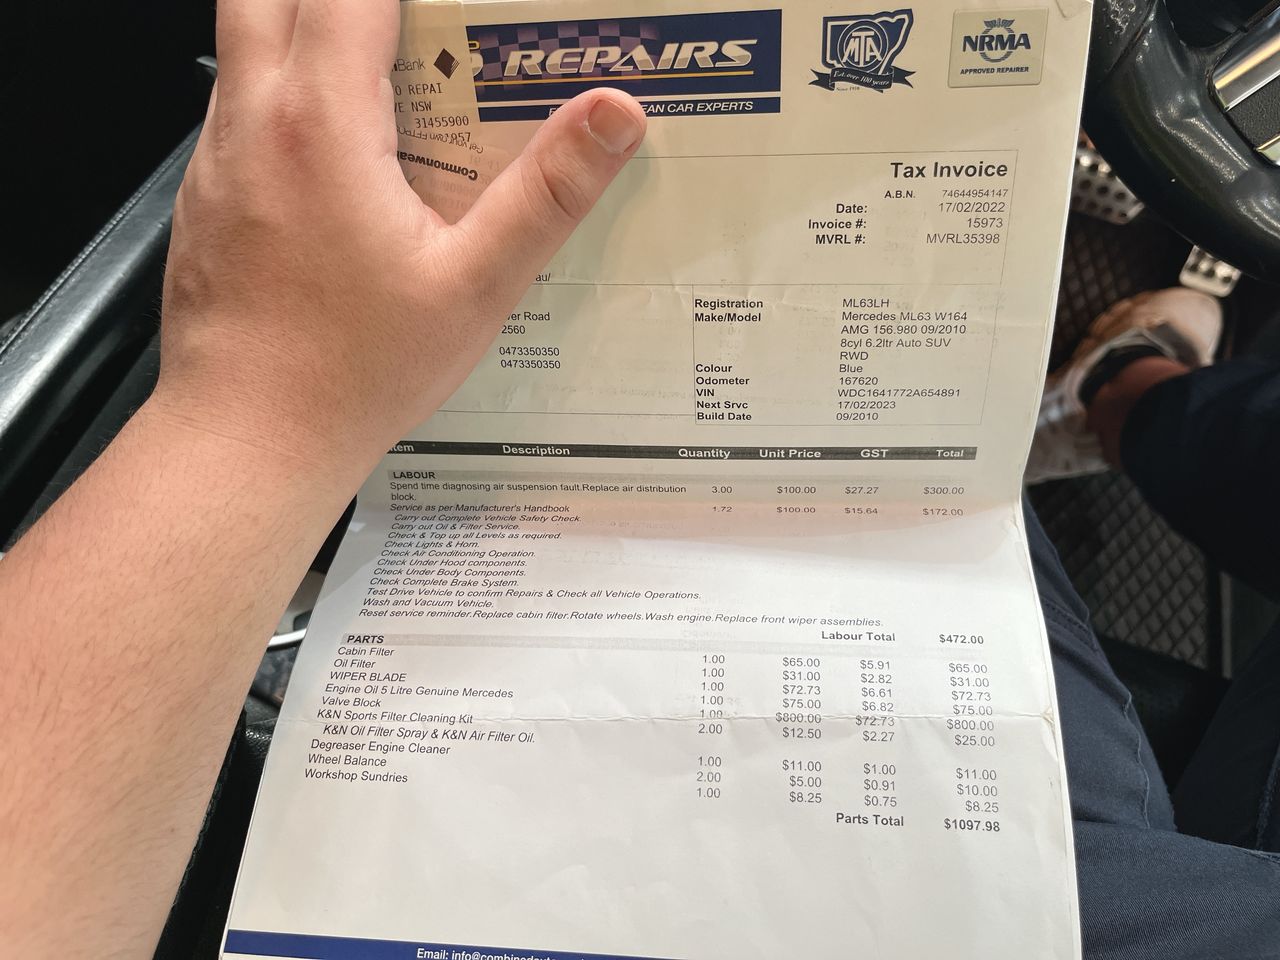 REPAIRS
EAN CAR EXPERTS
MTA
Est. over 100 years
Since 1910
NRMA
APPROVED REPAIRER
Bank
O REPAI
VE NSW
31455900
957
Commonweal
Tax Invoice
A.B.N. 74644954147
Date: 17/02/2022
Invoice #: 15973
MVRL #: MVRL35398
au/
ver Road
2560
0473350350
0473350350
Registration ML63LH
Make/Model Mercedes ML63 W164
AMG 156.980 09/2010
8cyl 6.2ltr Auto SUV
RWD
Colour Blue
Odometer 167620
VIN WDC1641772A654891
Next Srvc 17/02/2023
Build Date 09/2010
Item Description Quantity Unit Price GST Total
LABOUR
Spend time diagnosing air suspension fault.Replace air distribution 3.00 $100.00 $27.27 $300.00
block.
Service as per Manufacturer's Handbook 1.72 $100.00 $15.64 $172.00
Carry out Complete Vehicle Safety Check.
Carry out Oil & Filter Service.
Check & Top up all Levels as required.
Check Lights & Horn.
Check Air Conditioning Operation.
Check Under Hood components.
Check Under Body Components.
Check Complete Brake System.
Test Drive Vehicle to confirm Repairs & Check all Vehicle Operations.
Wash and Vacuum Vehicle.
Reset service reminder.Replace cabin filter.Rotate wheels.Wash engine.Replace front wiper assemblies.
Labour Total $472.00
PARTS
Cabin Filter 1.00 $65.00 $5.91 $65.00
Oil Filter 1.00 $31.00 $2.82 $31.00
WIPER BLADE 1.00 $72.73 $6.61 $72.73
Engine Oil 5 Litre Genuine Mercedes 1.00 $75.00 $6.82 $75.00
Valve Block 1.00 $800.00 $72.73 $800.00
K&N Sports Filter Cleaning Kit 2.00 $12.50 $2.27 $25.00
K&N Oil Filter Spray & K&N Air Filter Oil.
Degreaser Engine Cleaner 1.00 $11.00 $1.00 $11.00
Wheel Balance 2.00 $5.00 $0.91 $10.00
Workshop Sundries 1.00 $8.25 $0.75 $8.25
Parts Total $1097.98
Email: info@combinedaut